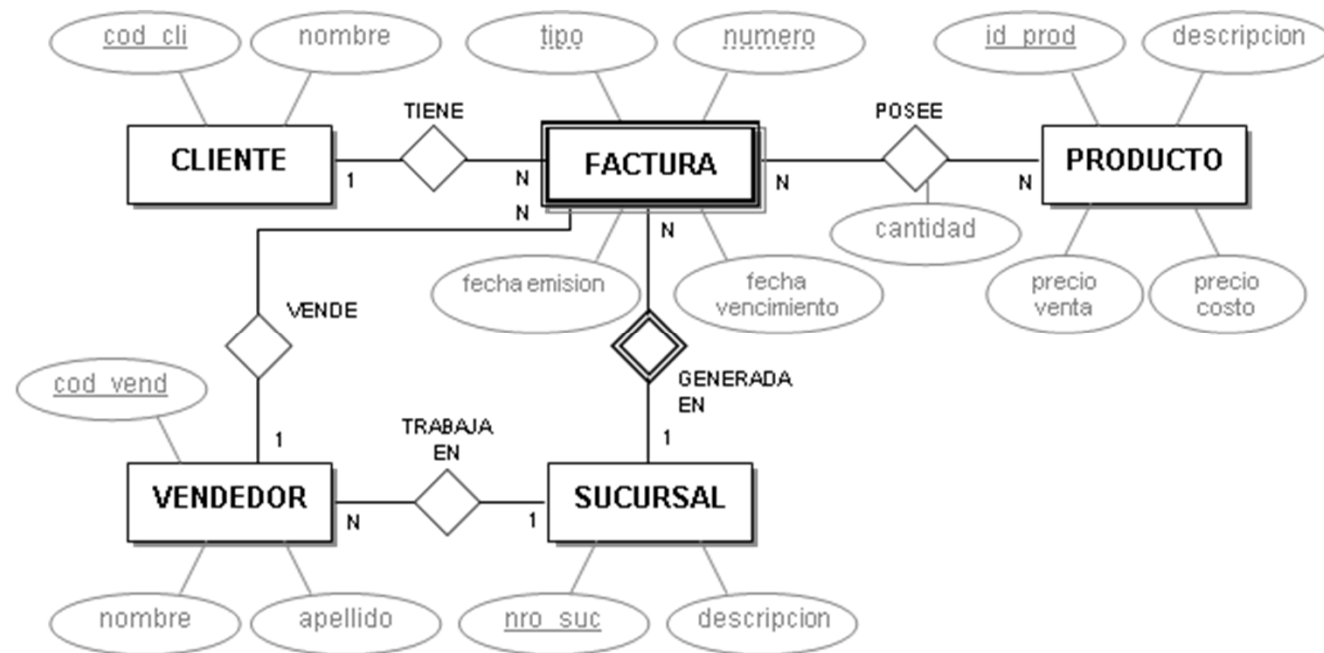 cod_cli
nombre
tipo
numero
id_prod
descripcion
TIENE
POSEE
CLIENTE
FACTURA
PRODUCTO
1
N
N
N
N
N
cantidad
fecha emision
fecha
vencimiento
precio
venta
precio
costo
VENDE
cod_vend
GENERADA
EN
TRABAJA
EN
1
1
VENDEDOR
SUCURSAL
N
1
nombre
apellido
nro_suc
descripcion